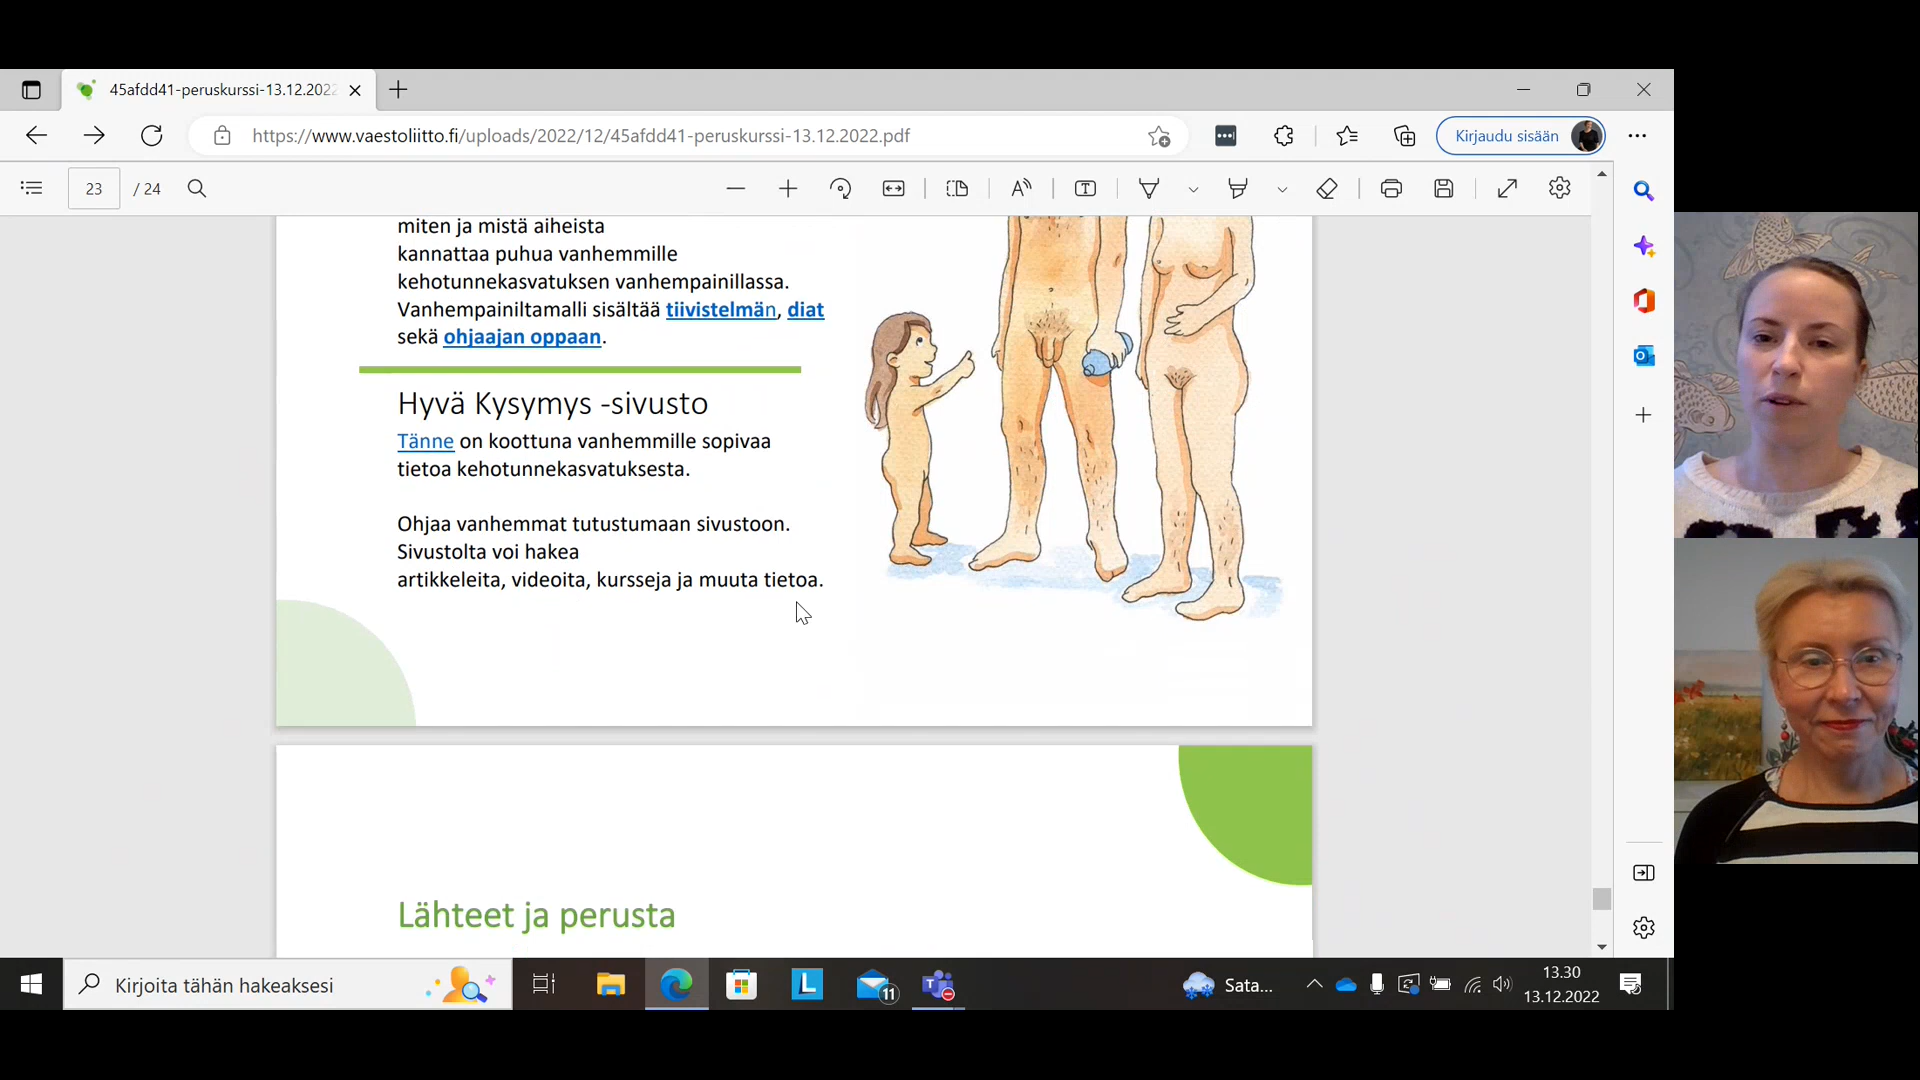 45afdd41-peruskurssi-13.12.2022
https://www.vaestoliitto.fi/uploads/2022/12/45afdd41-peruskurssi-13.12.2022.pdf
Kirjaudu sisään
23 / 24
miten ja mistä aiheista
kannattaa puhua vanhemmille
kehotunnekasvatuksen vanhempainillassa.
Vanhempainiltamalli sisältää tiivistelmän, diat
sekä ohjaajan oppaan.
Hyvä Kysymys -sivusto
Tänne on koottuna vanhemmille sopivaa
tietoa kehotunnekasvatuksesta.
Ohjaa vanhemmat tutustumaan sivustoon.
Sivustolta voi hakea
artikkeleita, videoita, kursseja ja muuta tietoa.
Lähteet ja perusta
Kirjoita tähän hakeaksesi
L
11
Sata...
13.30
13.12.2022